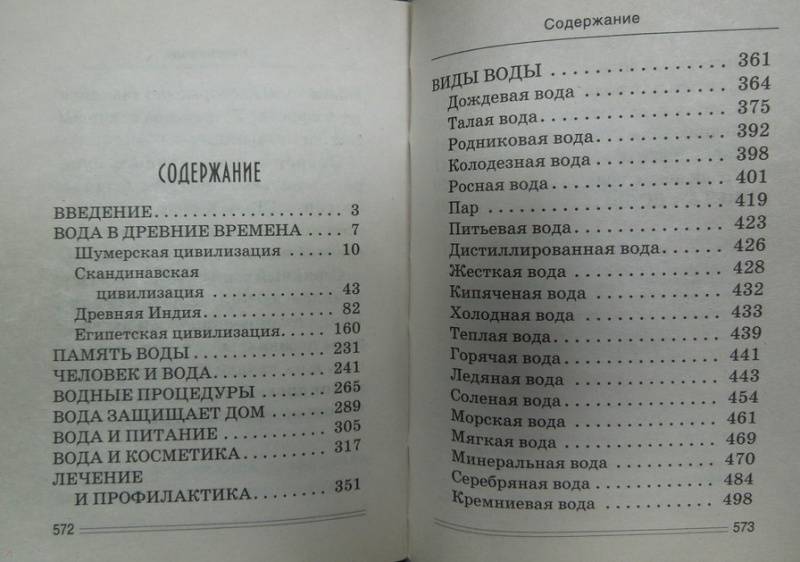 СОДЕРЖАНИЕ
ВВЕДЕНИЕ. . . . . . . . . . . . . . . . . . . . 3
ВОДА В ДРЕВНИЕ ВРЕМЕНА . . . . 7
Шумерская цивилизация . . . . . 10
Скандинавская
цивилизация . . . . . . . . . . . . 43
Древняя Индия. . . . . . . . . . . . . 82
Египетская цивилизация. . . . . 160
ПАМЯТЬ ВОДЫ . . . . . . . . . . . . . 231
ЧЕЛОВЕК И ВОДА. . . . . . . . . . . 241
ВОДНЫЕ ПРОЦЕДУРЫ . . . . . . . 265
ВОДА ЗАЩИЩАЕТ ДОМ . . . . . . 289
ВОДА И ПИТАНИЕ . . . . . . . . . . 305
ВОДА И КОСМЕТИКА. . . . . . . . 317
ЛЕЧЕНИЕ
И ПРОФИЛАКТИКА. . . . . . . . 351
572
Содержание
ВИДЫ ВОДЫ . . . . . . . . . . . . . . 361
Дождевая вода . . . . . . . . . . . . 364
Талая вода. . . . . . . . . . . . . . . 375
Родниковая вода . . . . . . . . . . . 392
Колодезная вода . . . . . . . . . . . 398
Росная вода . . . . . . . . . . . . . . 401
Пар . . . . . . . . . . . . . . . . . . . . 419
Питьевая вода . . . . . . . . . . . . 423
Дистиллированная вода. . . . . . 426
Жесткая вода . . . . . . . . . . . . . 428
Кипяченая вода . . . . . . . . . . . 432
Холодная вода . . . . . . . . . . . . 433
Теплая вода. . . . . . . . . . . . . . 439
Горячая вода . . . . . . . . . . . . . 441
Ледяная вода . . . . . . . . . . . . . 443
Соленая вода. . . . . . . . . . . . . . 454
Морская вода . . . . . . . . . . . . . 461
Мягкая вода . . . . . . . . . . . . . . 469
Минеральная вода . . . . . . . . . . 470
Серебряная вода . . . . . . . . . . . 484
Кремниевая вода . . . . . . . . . . . 498
573